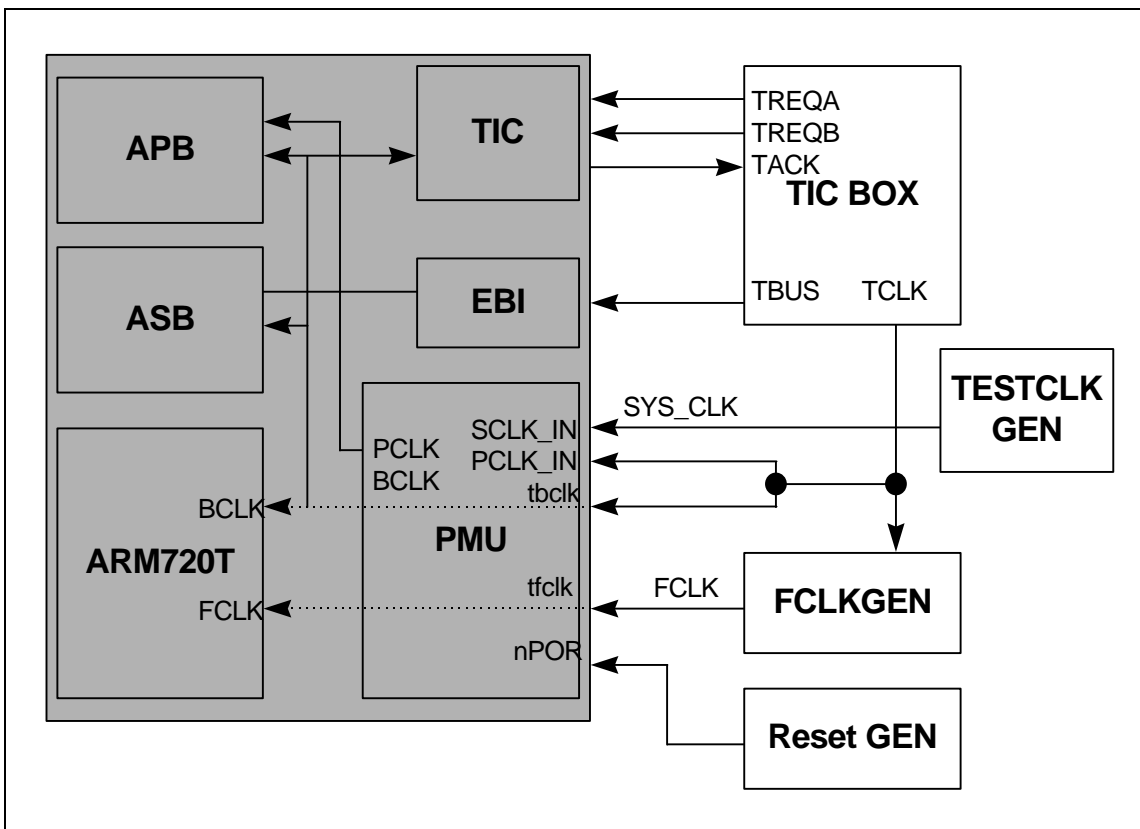 APB
TIC
TREQA
TREQB
TACK
TIC BOX
ASB
EBI
TBUS TCLK
TESTCLK
GEN
SYS_CLK
SCLK_IN
PCLK_IN
PCLK
BCLK
tbclk
BCLK
PMU
ARM720T
tfclk
FCLK
FCLK
FCLKGEN
nPOR
Reset GEN